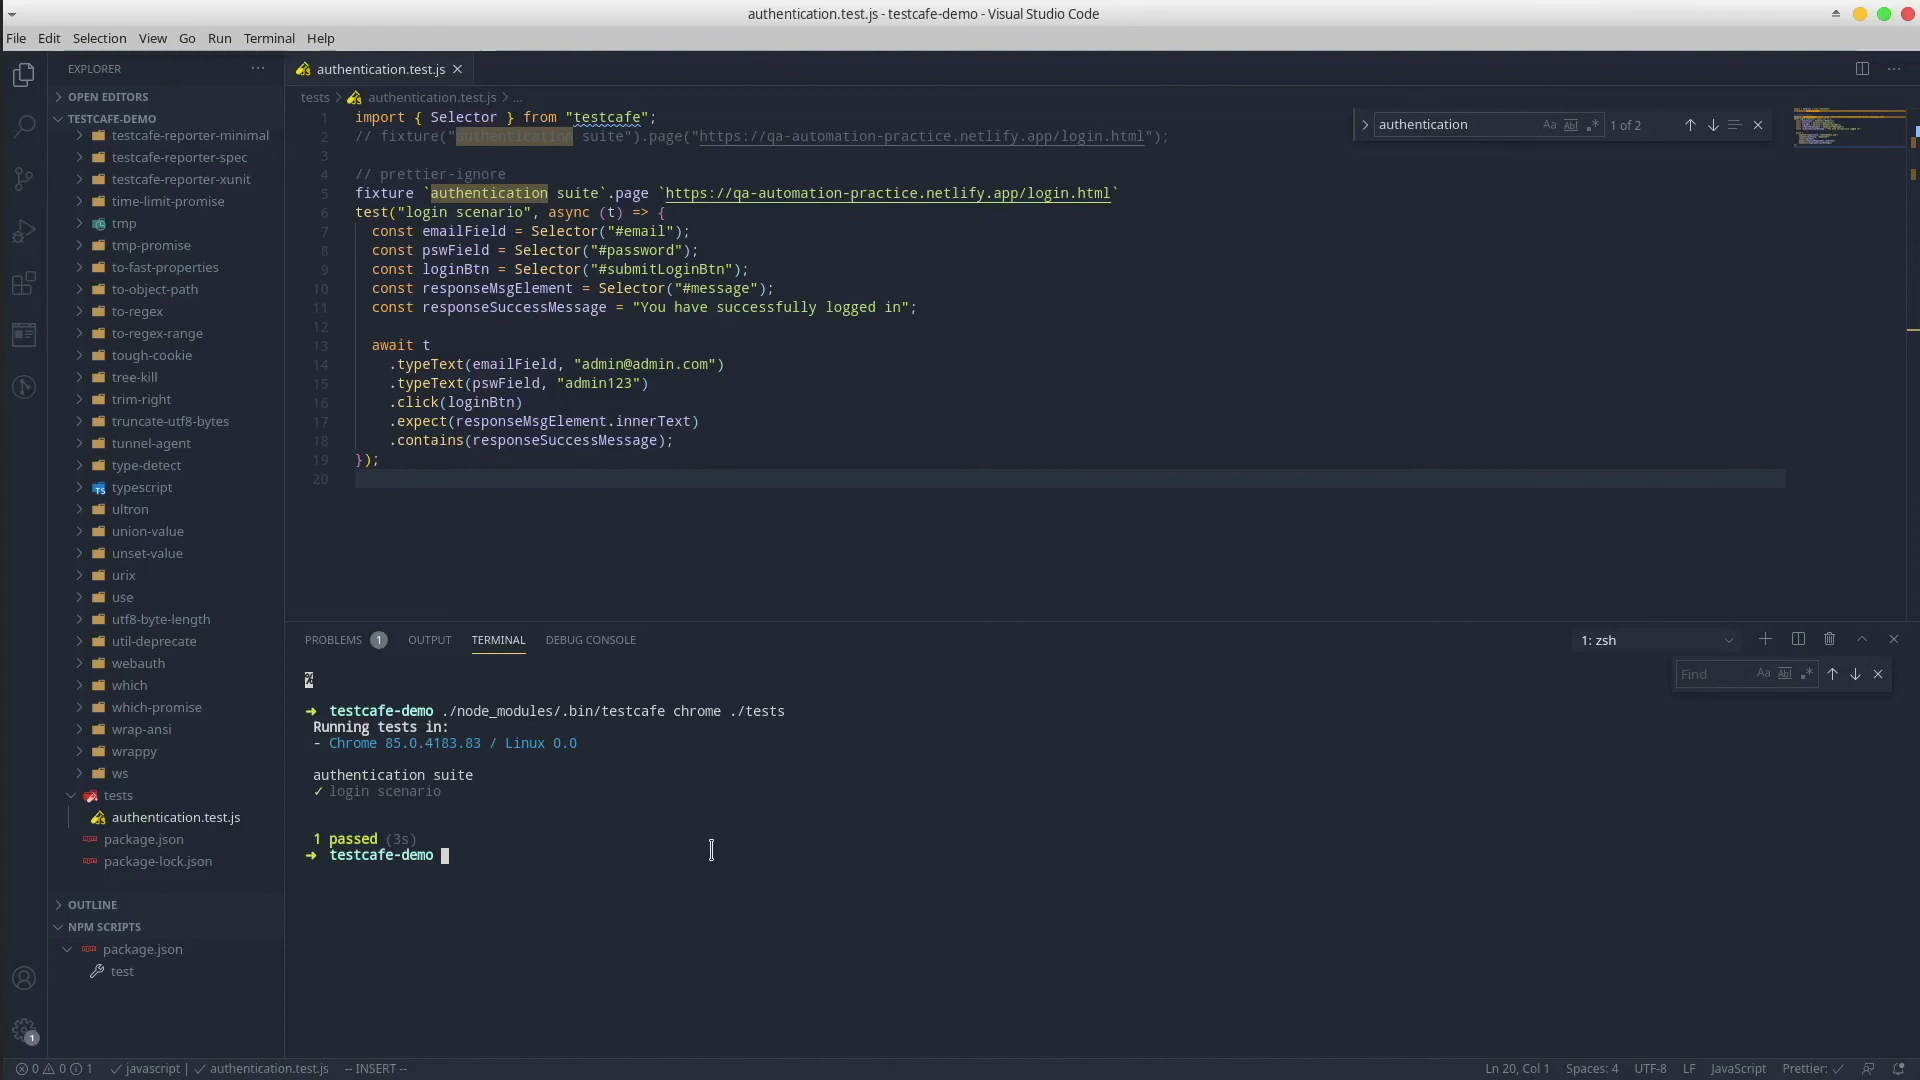 authentication.test.js - testcafe-demo - Visual Studio Code
File Edit Selection View Go Run Terminal Help
EXPLORER
OPEN EDITORS
TESTCAFE-DEMO
testcafe-reporter-minimal
testcafe-reporter-spec
testcafe-reporter-xunit
time-limit-promise
tmp
tmp-promise
to-fast-properties
to-object-path
to-regex
to-regex-range
tough-cookie
tree-kill
trim-right
truncate-utf8-bytes
tunnel-agent
type-detect
TS typescript
ultron
union-value
unset-value
urix
use
utf8-byte-length
util-deprecate
webauth
which
which-promise
wrap-ansi
wrappy
ws
tests
authentication.test.js
package.json
package-lock.json
OUTLINE
NPM SCRIPTS
package.json
test
1
authentication.test.js
tests > authentication.test.js > ...
1 import { Selector } from "testcafe";
2 // fixture("authentication suite").page("https://qa-automation-practice.netlify.app/login.html");
3
4 // prettier-ignore
5 fixture `authentication suite`.page `https://qa-automation-practice.netlify.app/login.html`
6 test("login scenario", async (t) => {
7 const emailField = Selector("#email");
8 const pswField = Selector("#password");
9 const loginBtn = Selector("#submitLoginBtn");
10 const responseMsgElement = Selector("#message");
11 const responseSuccessMessage = "You have successfully logged in";
12
13 await t
14 .typeText(emailField, "admin@admin.com")
15 .typeText(pswField, "admin123")
16 .click(loginBtn)
17 .expect(responseMsgElement.innerText)
18 .contains(responseSuccessMessage);
19 });
20
authentication Aa Abl .* 1 of 2
PROBLEMS 1 OUTPUT TERMINAL DEBUG CONSOLE
1: zsh
Find Aa Abl .*
%
➜ testcafe-demo ./node_modules/.bin/testcafe chrome ./tests
Running tests in:
- Chrome 85.0.4183.83 / Linux 0.0
authentication suite
✓ login scenario
1 passed (3s)
➜ testcafe-demo
0 0 1 ✓ javascript | ✓ authentication.test.js -- INSERT --
Ln 20, Col 1 Spaces: 4 UTF-8 LF JavaScript Prettier: ✓